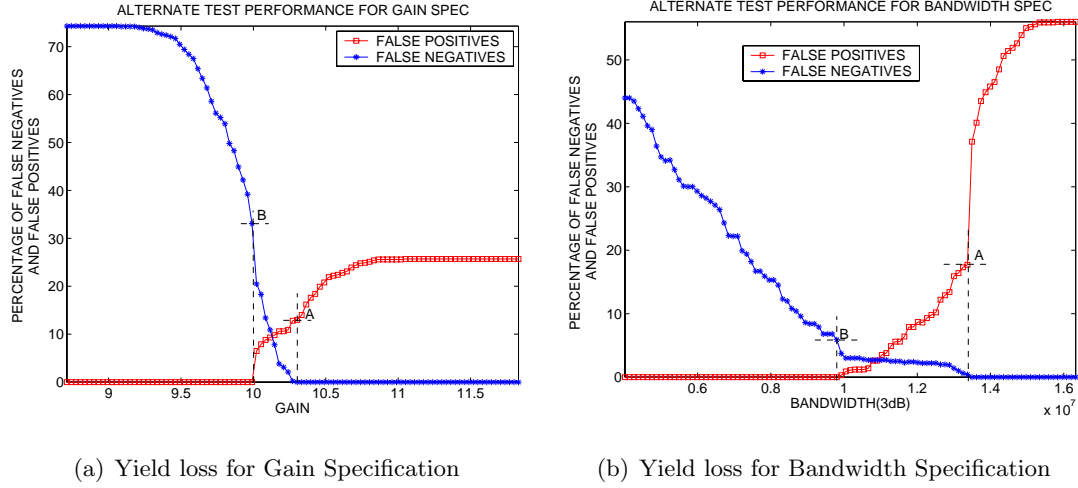 ALTERNATE TEST PERFORMANCE FOR GAIN SPEC
PERCENTAGE OF FALSE NEGATIVES
AND FALSE POSITIVES
70
60
50
40
30
20
10
0
FALSE POSITIVES
FALSE NEGATIVES
B
A
9
9.5
10
10.5
11
11.5
GAIN
(a) Yield loss for Gain Specification
ALTERNATE TEST PERFORMANCE FOR BANDWIDTH SPEC
PERCENTAGE OF FALSE NEGATIVES
AND FALSE POSITIVES
50
40
30
20
10
0
FALSE POSITIVES
FALSE NEGATIVES
A
B
0.6
0.8
1
1.2
1.4
1.6
x 10^7
BANDWIDTH(3dB)
(b) Yield loss for Bandwidth Specification